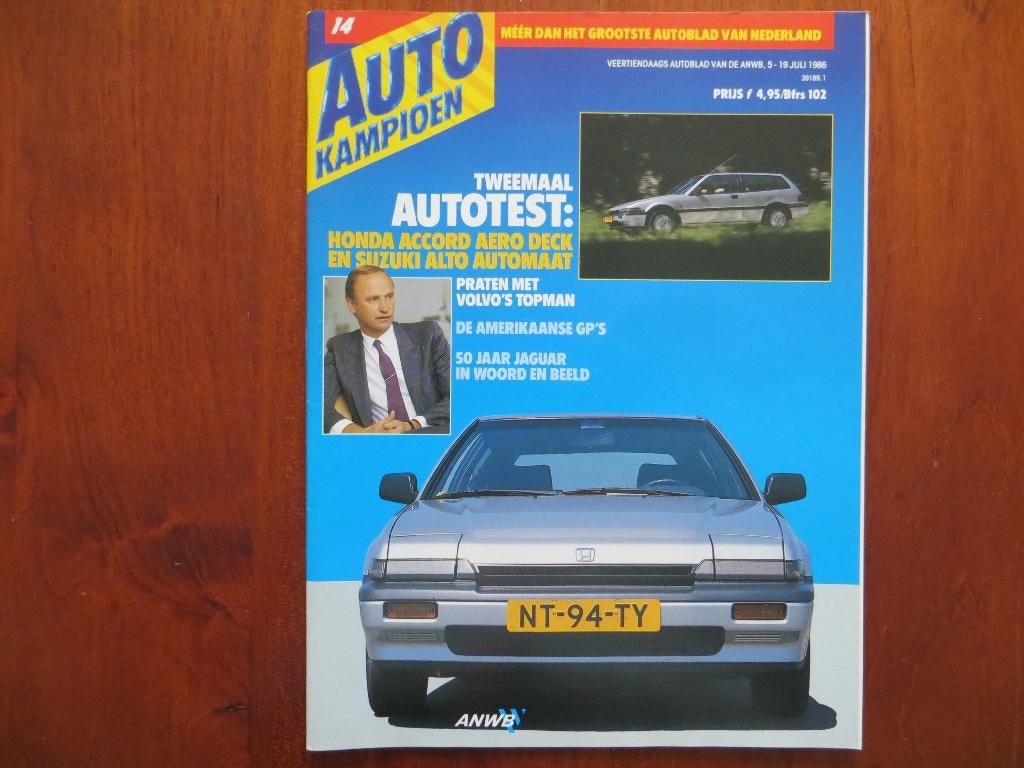 14
MÉÉR DAN HET GROOTSTE AUTOBLAD VAN NEDERLAND
AUTO
KAMPIOEN
VEERTIENDAAGS AUTOBLAD VAN DE ANWB, 5 - 19 JULI 1986
39189.1
PRIJS f 4,95/Bfrs 102
TWEEMAAL
AUTOTEST:
HONDA ACCORD AERO DECK
EN SUZUKI ALTO AUTOMAAT
PRATEN MET
VOLVO'S TOPMAN
DE AMERIKAANSE GP'S
50 JAAR JAGUAR
IN WOORD EN BEELD
NT-94-TY
ANWB